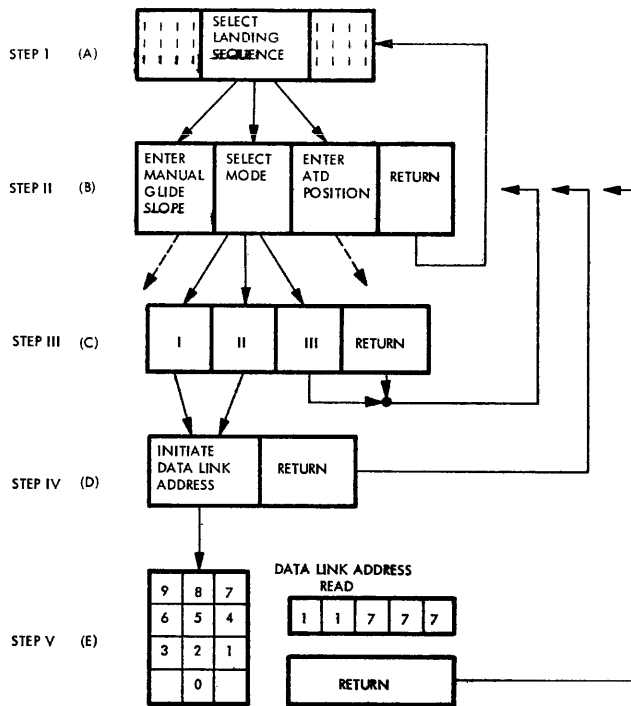 STEP I (A)
SELECT
LANDING
SEQUENCE
STEP II (B)
ENTER
MANUAL
GLIDE
SLOPE
SELECT
MODE
ENTER
ATD
POSITION
RETURN
STEP III (C)
I
II
III
RETURN
STEP IV (D)
INITIATE
DATA LINK
ADDRESS
RETURN
STEP V (E)
9 8 7
6 5 4
3 2 1
0
DATA LINK ADDRESS
READ
1 1 7 7 7
RETURN